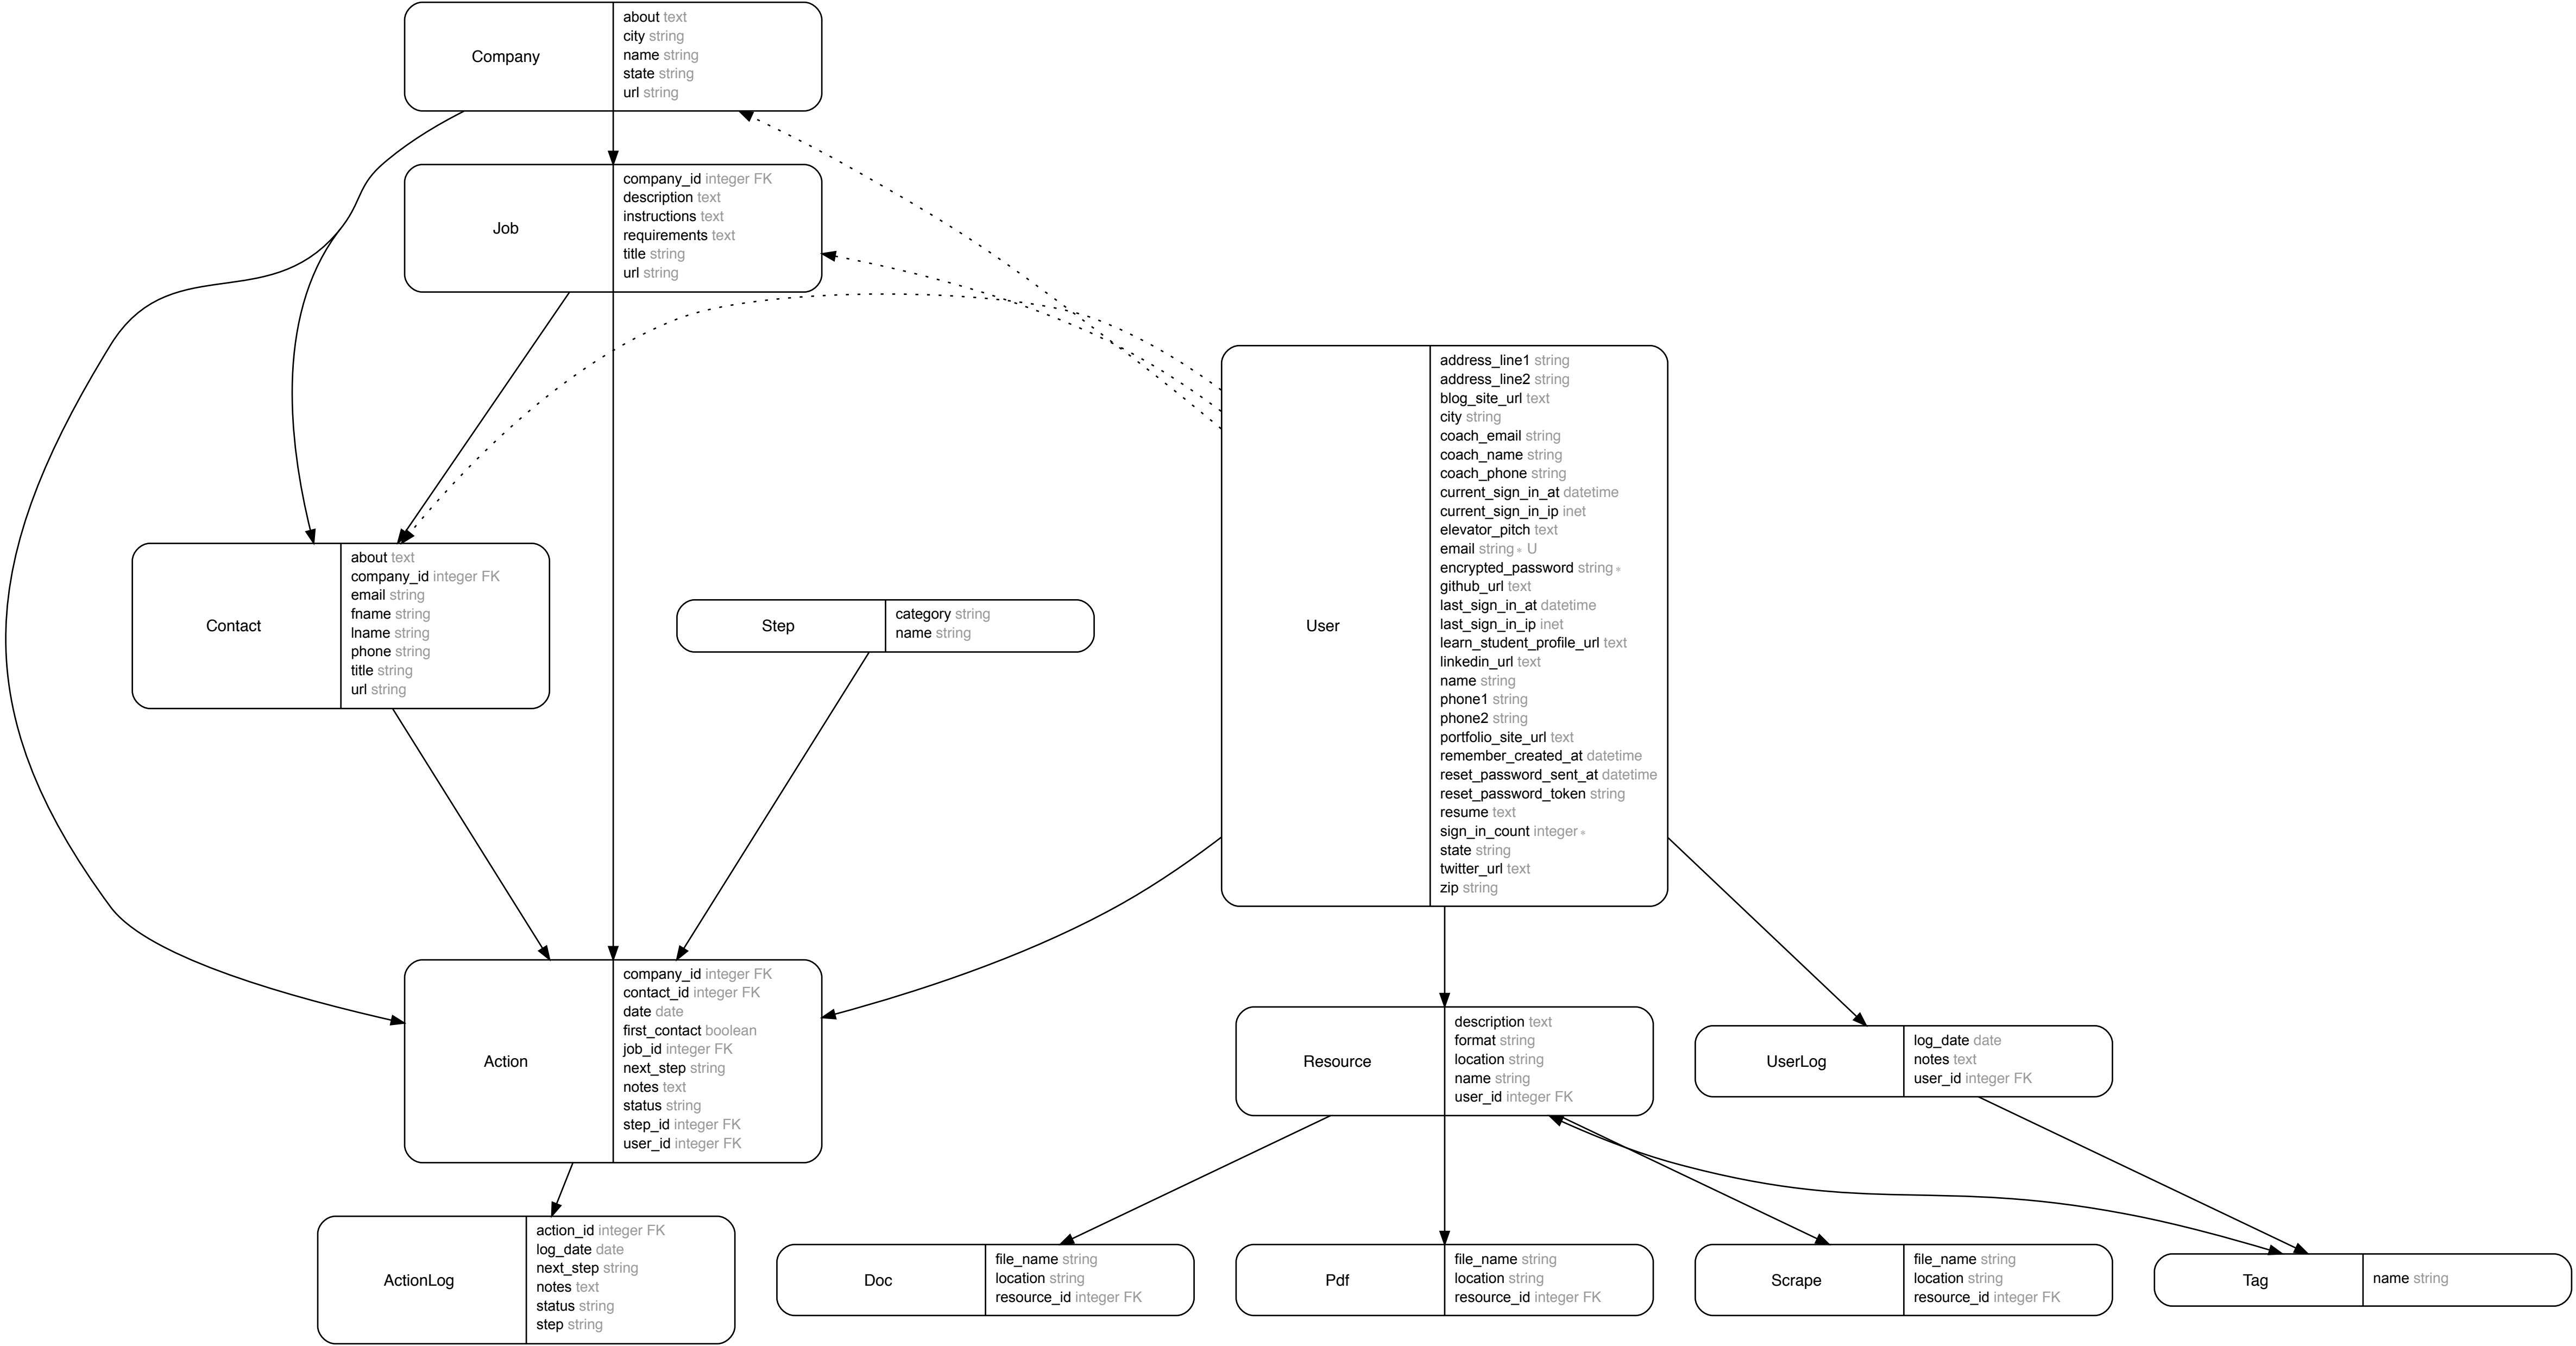 Company
about text
city string
name string
state string
url string
Job
company_id integer FK
description text
instructions text
requirements text
title string
url string
Contact
about text
company_id integer FK
email string
fname string
lname string
phone string
title string
url string
Step
category string
name string
User
address_line1 string
address_line2 string
blog_site_url text
city string
coach_email string
coach_name string
coach_phone string
current_sign_in_at datetime
current_sign_in_ip inet
elevator_pitch text
email string* U
encrypted_password string*
github_url text
last_sign_in_at datetime
last_sign_in_ip inet
learn_student_profile_url text
linkedin_url text
name string
phone1 string
phone2 string
portfolio_site_url text
remember_created_at datetime
reset_password_sent_at datetime
reset_password_token string
resume text
sign_in_count integer*
state string
twitter_url text
zip string
Action
company_id integer FK
contact_id integer FK
date date
first_contact boolean
job_id integer FK
next_step string
notes text
status string
step_id integer FK
user_id integer FK
Resource
description text
format string
location string
name string
user_id integer FK
UserLog
log_date date
notes text
user_id integer FK
ActionLog
action_id integer FK
log_date date
next_step string
notes text
status string
step string
Doc
file_name string
location string
resource_id integer FK
Pdf
file_name string
location string
resource_id integer FK
Scrape
file_name string
location string
resource_id integer FK
Tag
name string